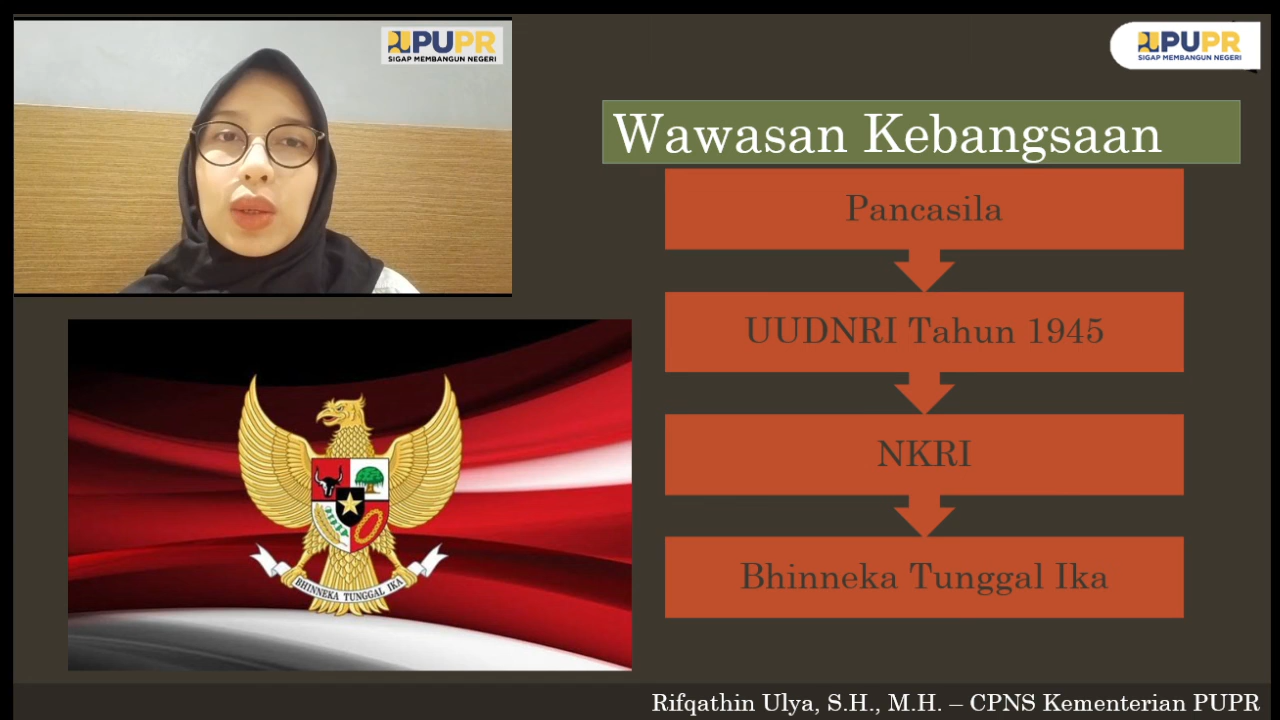 PUPR
SIGAP MEMBANGUN NEGERI
PUPR
SIGAP MEMBANGUN NEGERI
Wawasan Kebangsaan
Pancasila
UUDNRI Tahun 1945
NKRI
Bhinneka Tunggal Ika
BHINNEKA TUNGGAL IKA
Rifqathin Ulya, S.H., M.H. – CPNS Kementerian PUPR